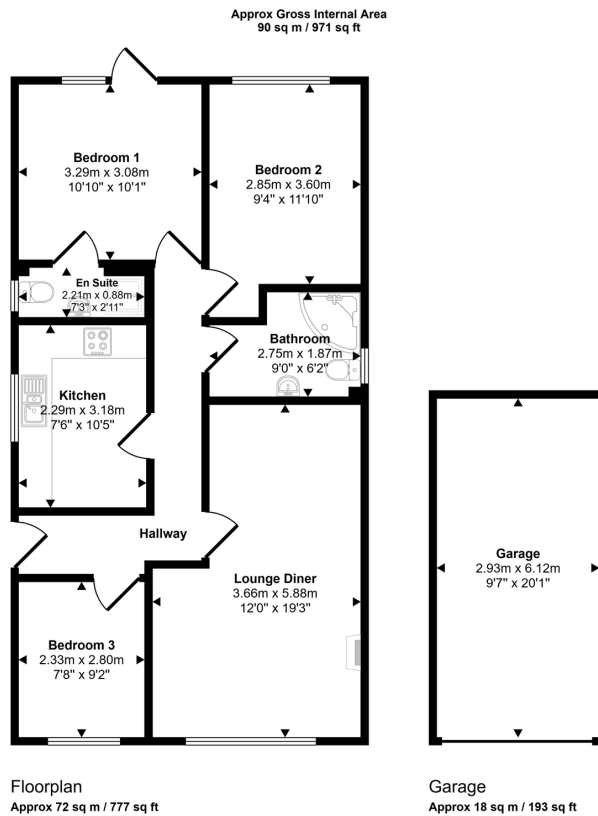 Approx Gross Internal Area
90 sq m / 971 sq ft
Bedroom 1
3.29m x 3.08m
10'10" x 10'1"
Bedroom 2
2.85m x 3.60m
9'4" x 11'10"
En Suite
2.21m x 0.88m
7'3" x 2'11"
Bathroom
2.75m x 1.87m
9'0" x 6'2"
Kitchen
2.29m x 3.18m
7'6" x 10'5"
Hallway
Lounge Diner
3.66m x 5.88m
12'0" x 19'3"
Garage
2.93m x 6.12m
9'7" x 20'1"
Bedroom 3
2.33m x 2.80m
7'8" x 9'2"
Floorplan
Approx 72 sq m / 777 sq ft
Garage
Approx 18 sq m / 193 sq ft